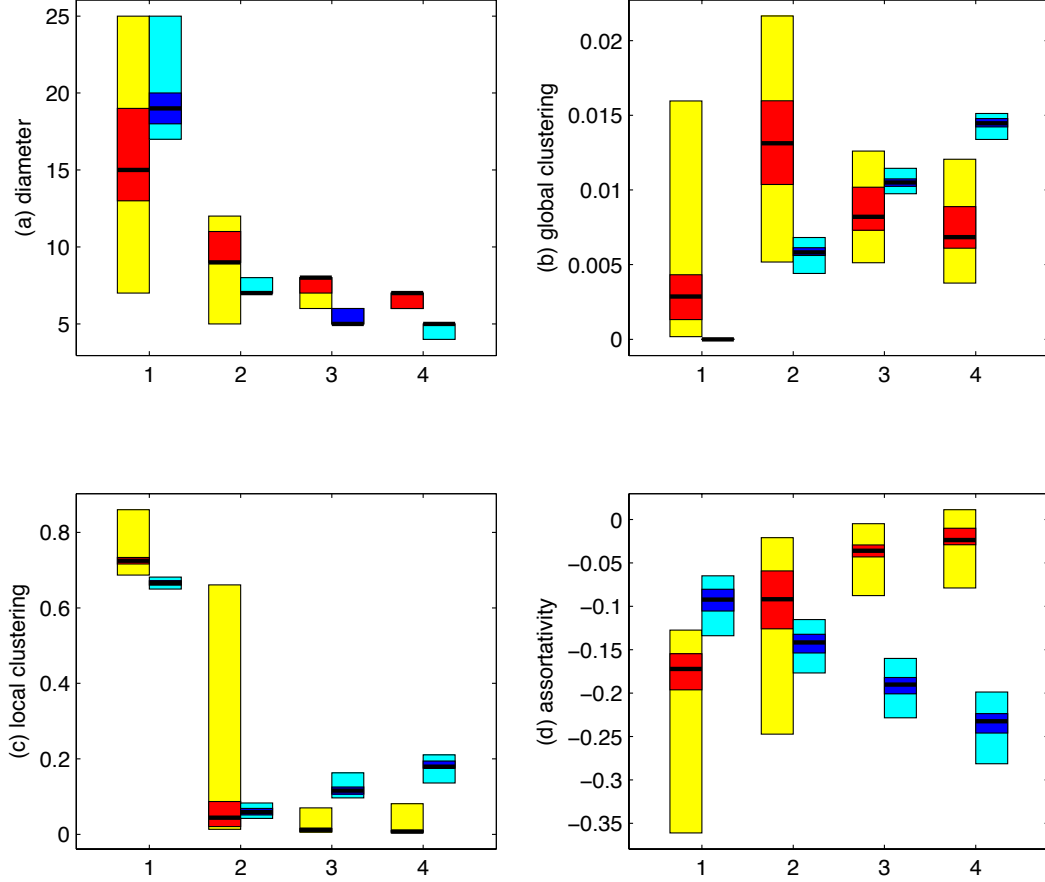 25
20
15
10
5
(a) diameter
1 2 3 4
0.02
0.015
0.01
0.005
0
(b) global clustering
1 2 3 4
0.8
0.6
0.4
0.2
0
(c) local clustering
1 2 3 4
0
−0.05
−0.1
−0.15
−0.2
−0.25
−0.3
−0.35
(d) assortativity
1 2 3 4